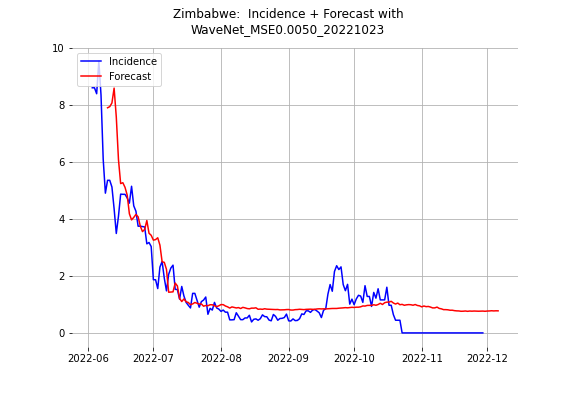 Zimbabwe:  Incidence + Forecast with
WaveNet_MSE0.0050_20221023
10
8
6
4
2
0
Incidence
Forecast
2022-06 2022-07 2022-08 2022-09 2022-10 2022-11 2022-12